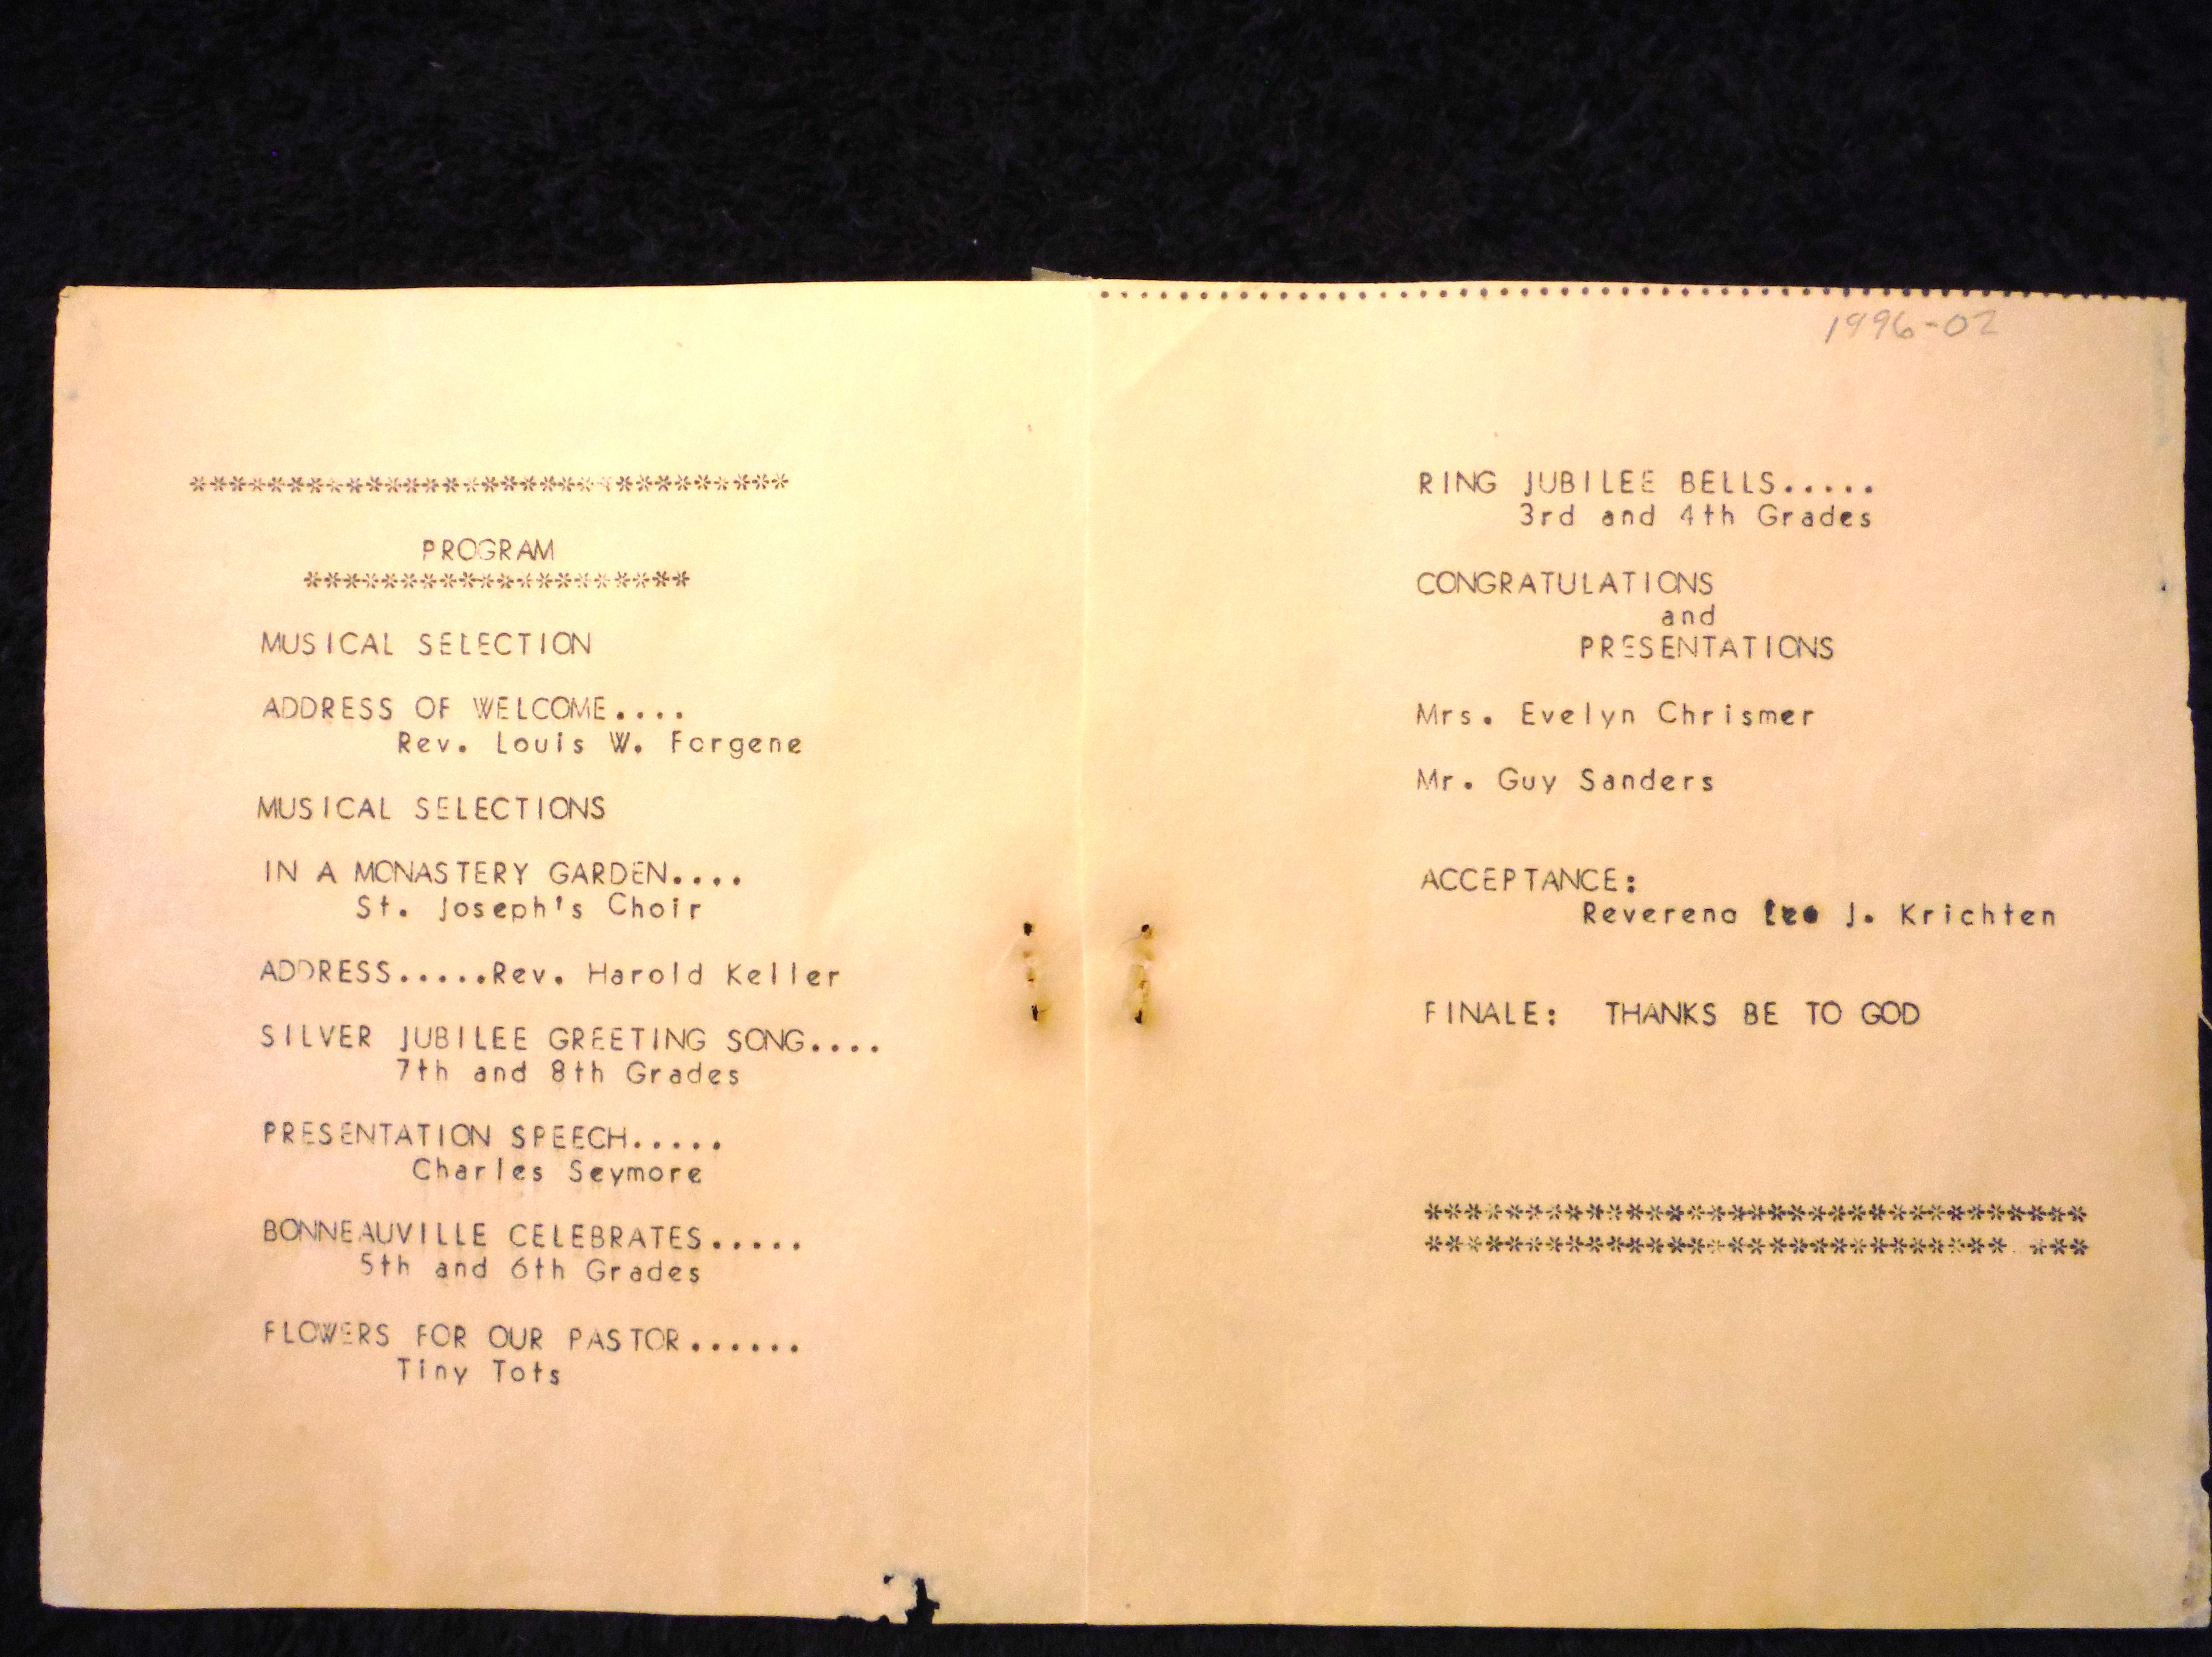 *******************************
PROGRAM
********************
MUSICAL SELECTION
ADDRESS OF WELCOME....
Rev. Louis W. Forgene
MUSICAL SELECTIONS
IN A MONASTERY GARDEN....
St. Joseph's Choir
ADDRESS.....Rev. Harold Keller
SILVER JUBILEE GREETING SONG....
7th and 8th Grades
PRESENTATION SPEECH.....
Charles Seymore
BONNEAUVILLE CELEBRATES.....
5th and 6th Grades
FLOWERS FOR OUR PASTOR......
Tiny Tots
1996-02
RING JUBILEE BELLS.....
3rd and 4th Grades
CONGRATULATIONS
and
PRESENTATIONS
Mrs. Evelyn Chrismer
Mr. Guy Sanders
ACCEPTANCE:
Reverend Leo J. Krichten
FINALE: THANKS BE TO GOD
*********************************
***************************** ***